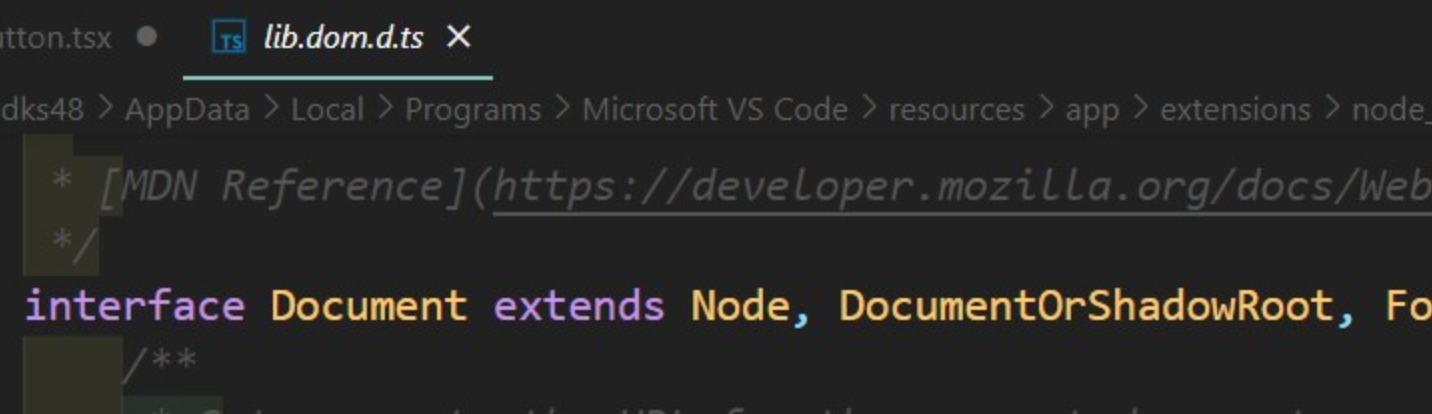 utton.tsx
TS lib.dom.d.ts
dks48 > AppData > Local > Programs > Microsoft VS Code > resources > app > extensions > node_
* [MDN Reference](https://developer.mozilla.org/docs/Web
*/
interface Document extends Node, DocumentOrShadowRoot, Fo
/**